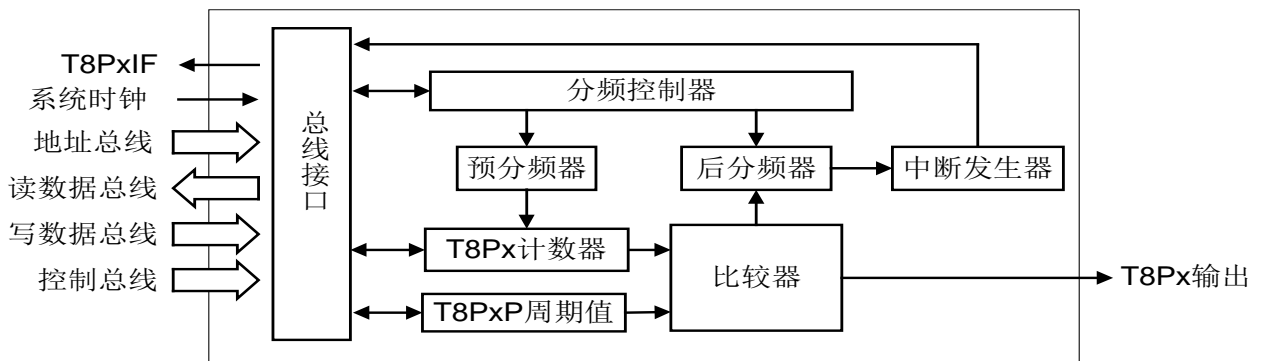 T8PxIF
系统时钟
地址总线
读数据总线
写数据总线
控制总线
总线接口
分频控制器
预分频器
后分频器
中断发生器
T8Px计数器
比较器
T8Px输出
T8PxP周期值